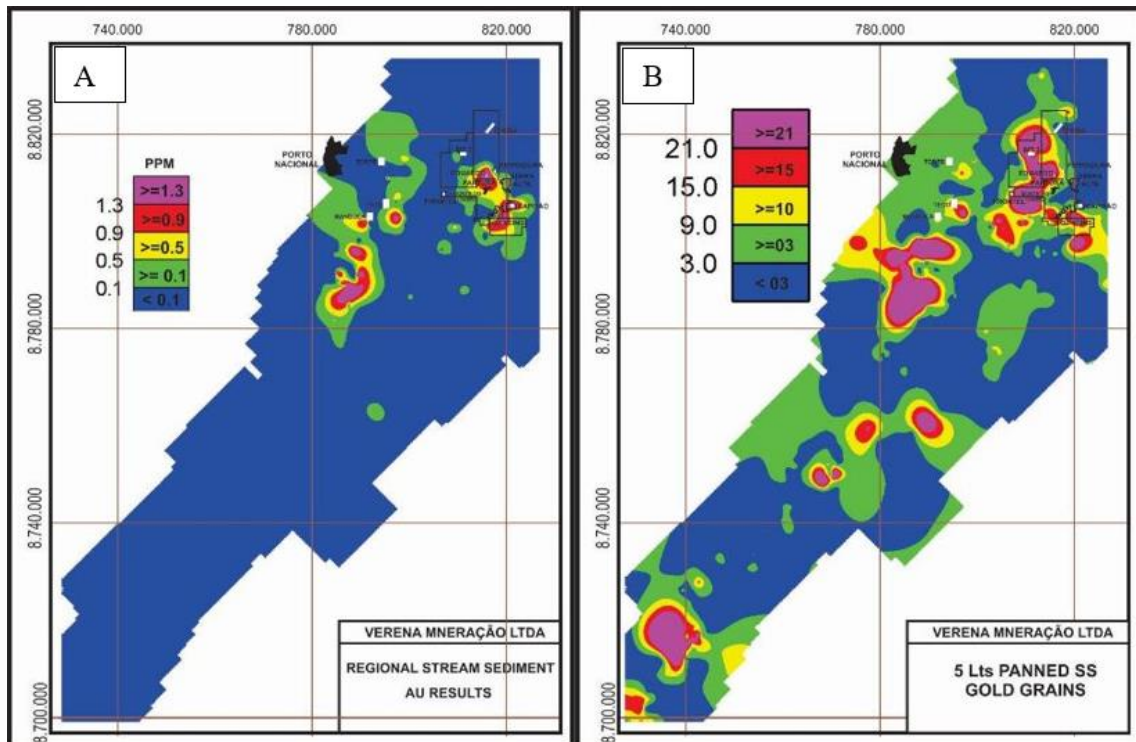 740.000 780.000 820.000
A
8.820.000
PORTO
NACIONAL
PPM
>=1.3
1.3
>=0.9
0.9
>=0.5
0.5
>= 0.1
0.1
< 0.1
8.780.000
8.740.000
8.700.000
VERENA MNERAÇÃO LTDA
REGIONAL STREAM SEDIMENT
AU RESULTS
740.000 780.000 820.000
B
8.820.000
PORTO
NACIONAL
>=21
21.0
>=15
15.0
>=10
9.0
>=03
3.0
< 03
8.780.000
8.740.000
8.700.000
VERENA MNERAÇÃO LTDA
5 Lts PANNED SS
GOLD GRAINS